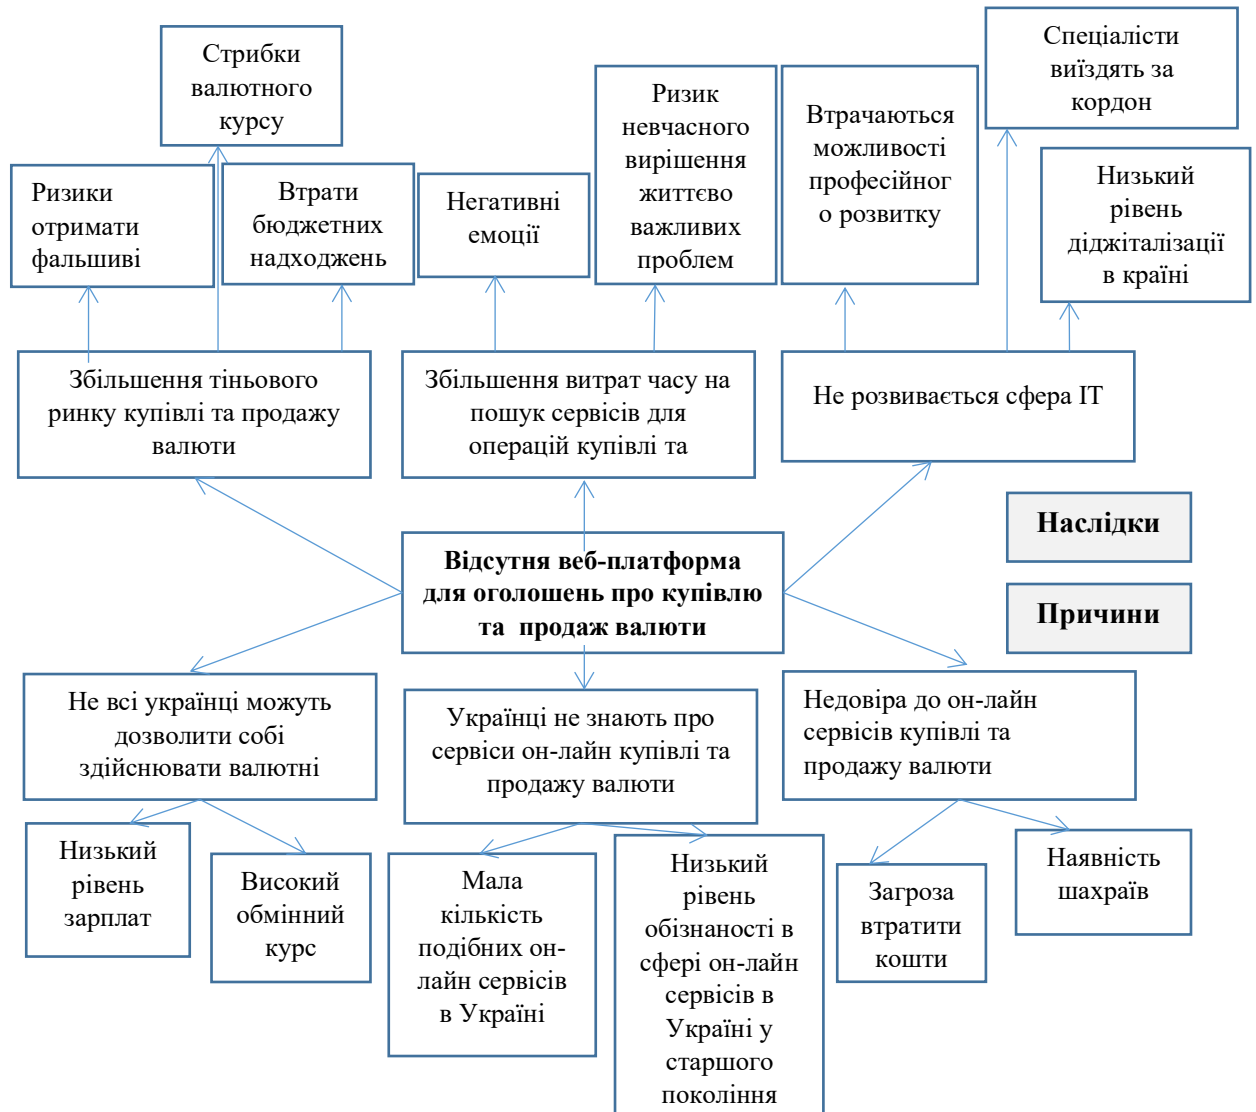 Стрибки
валютного
курсу
Спеціалісти
виїздять за
кордон
Ризики
отримати
фальшиві
Втрати
бюджетних
надходжень
Негативні
емоції
Ризик
невчасного
вирішення
життєво
важливих
проблем
Втрачаються
можливості
професійног
о розвитку
Низький
рівень
діджіталізації
в країні
Збільшення тіньового
ринку купівлі та продажу
валюти
Збільшення витрат часу на
пошук сервісів для
операцій купівлі та
Не розвивається сфера ІТ
Наслідки
Відсутня веб-платформа
для оголошень про купівлю
та продаж валюти
Причини
Не всі українці можуть
дозволити собі
здійснювати валютні
Українці не знають про
сервіси он-лайн купівлі та
продажу валюти
Недовіра до он-лайн
сервісів купівлі та
продажу валюти
Низький
рівень
зарплат
Високий
обмінний
курс
Мала
кількість
подібних он-
лайн сервісів
в Україні
Низький
рівень
обізнаності в
сфері он-лайн
сервісів в
Україні у
старшого
покоління
Загроза
втратити
кошти
Наявність
шахраїв